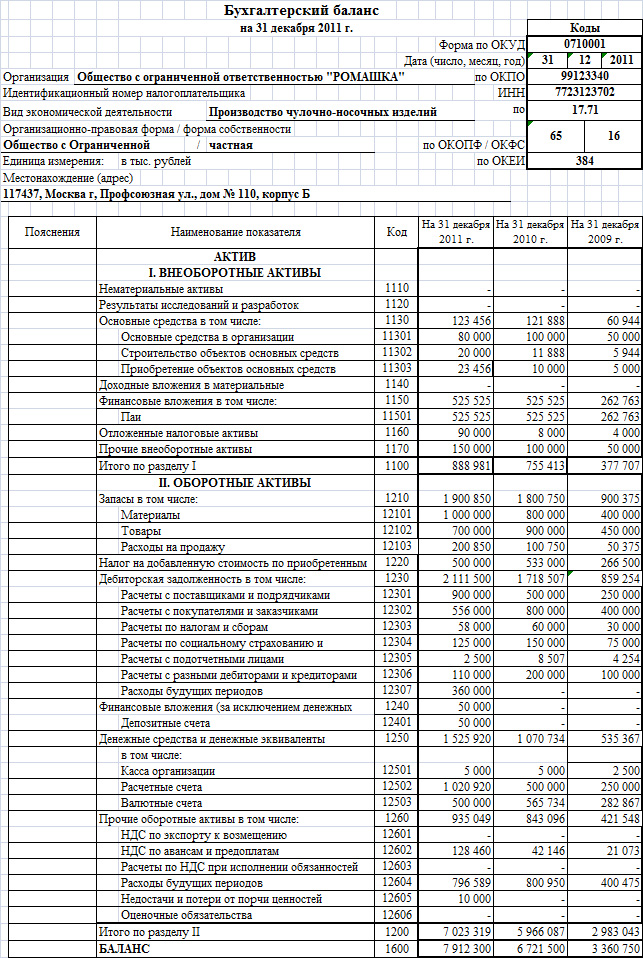 Бухгалтерский баланс
на 31 декабря 2011 г. Коды
Форма по ОКУД 0710001
Дата (число, месяц, год) 31 12 2011
Организация Общество с ограниченной ответственностью "РОМАШКА" по ОКПО 99123340
Идентификационный номер налогоплательщика ИНН 7723123702
Вид экономической деятельности Производство чулочно-носочных изделий по 17.71
Организационно-правовая форма / форма собственности
Общество с Ограниченной / частная по ОКОПФ / ОКФС 65 16
Единица измерения: в тыс. рублей по ОКЕИ 384
Местонахождение (адрес)
117437, Москва г, Профсоюзная ул., дом № 110, корпус Б
Пояснения Наименование показателя Код На 31 декабря 2011 г. На 31 декабря 2010 г. На 31 декабря 2009 г.
АКТИВ
I. ВНЕОБОРОТНЫЕ АКТИВЫ
Нематериальные активы 1110 - - -
Результаты исследований и разработок 1120 - - -
Основные средства в том числе: 1130 123 456 121 888 60 944
Основные средства в организации 11301 80 000 100 000 50 000
Строительство объектов основных средств 11302 20 000 11 888 5 944
Приобретение объектов основных средств 11303 23 456 10 000 5 000
Доходные вложения в материальные 1140 - - -
Финансовые вложения в том числе: 1150 525 525 525 525 262 763
Паи 11501 525 525 525 525 262 763
Отложенные налоговые активы 1160 90 000 8 000 4 000
Прочие внеоборотные активы 1170 150 000 100 000 50 000
Итого по разделу I 1100 888 981 755 413 377 707
II. ОБОРОТНЫЕ АКТИВЫ
Запасы в том числе: 1210 1 900 850 1 800 750 900 375
Материалы 12101 1 000 000 800 000 400 000
Товары 12102 700 000 900 000 450 000
Расходы на продажу 12103 200 850 100 750 50 375
Налог на добавленную стоимость по приобретенным 1220 500 000 533 000 266 500
Дебиторская задолженность в том числе: 1230 2 111 500 1 718 507 859 254
Расчеты с поставщиками и подрядчиками 12301 900 000 500 000 250 000
Расчеты с покупателями и заказчиками 12302 556 000 800 000 400 000
Расчеты по налогам и сборам 12303 58 000 60 000 30 000
Расчеты по социальному страхованию и 12304 125 000 150 000 75 000
Расчеты с подотчетными лицами 12305 2 500 8 507 4 254
Расчеты с разными дебиторами и кредиторами 12306 110 000 200 000 100 000
Расходы будущих периодов 12307 360 000 - -
Финансовые вложения (за исключением денежных 1240 50 000 - -
Депозитные счета 12401 50 000 - -
Денежные средства и денежные эквиваленты 1250 1 525 920 1 070 734 535 367
в том числе:
Касса организации 12501 5 000 5 000 2 500
Расчетные счета 12502 1 020 920 500 000 250 000
Валютные счета 12503 500 000 565 734 282 867
Прочие оборотные активы в том числе: 1260 935 049 843 096 421 548
НДС по экспорту к возмещению 12601 - - -
НДС по авансам и предоплатам 12602 128 460 42 146 21 073
Расчеты по НДС при исполнении обязанностей 12603 - - -
Расходы будущих периодов 12604 796 589 800 950 400 475
Недостачи и потери от порчи ценностей 12605 10 000 - -
Оценочные обязательства 12606 - - -
Итого по разделу II 1200 7 023 319 5 966 087 2 983 043
БАЛАНС 1600 7 912 300 6 721 500 3 360 750